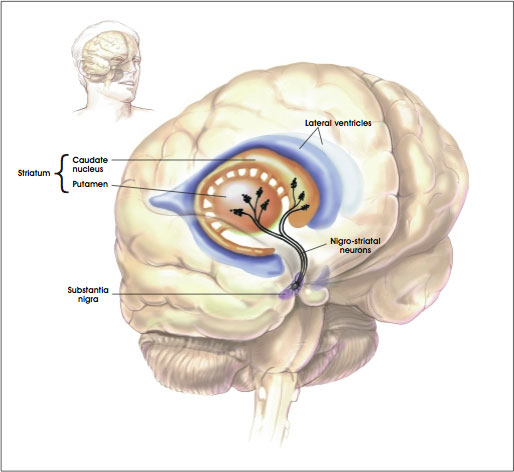 Lateral ventricles
Striatum
Caudate
nucleus
Putamen
Nigro-striatal
neurons
Substantia
nigra